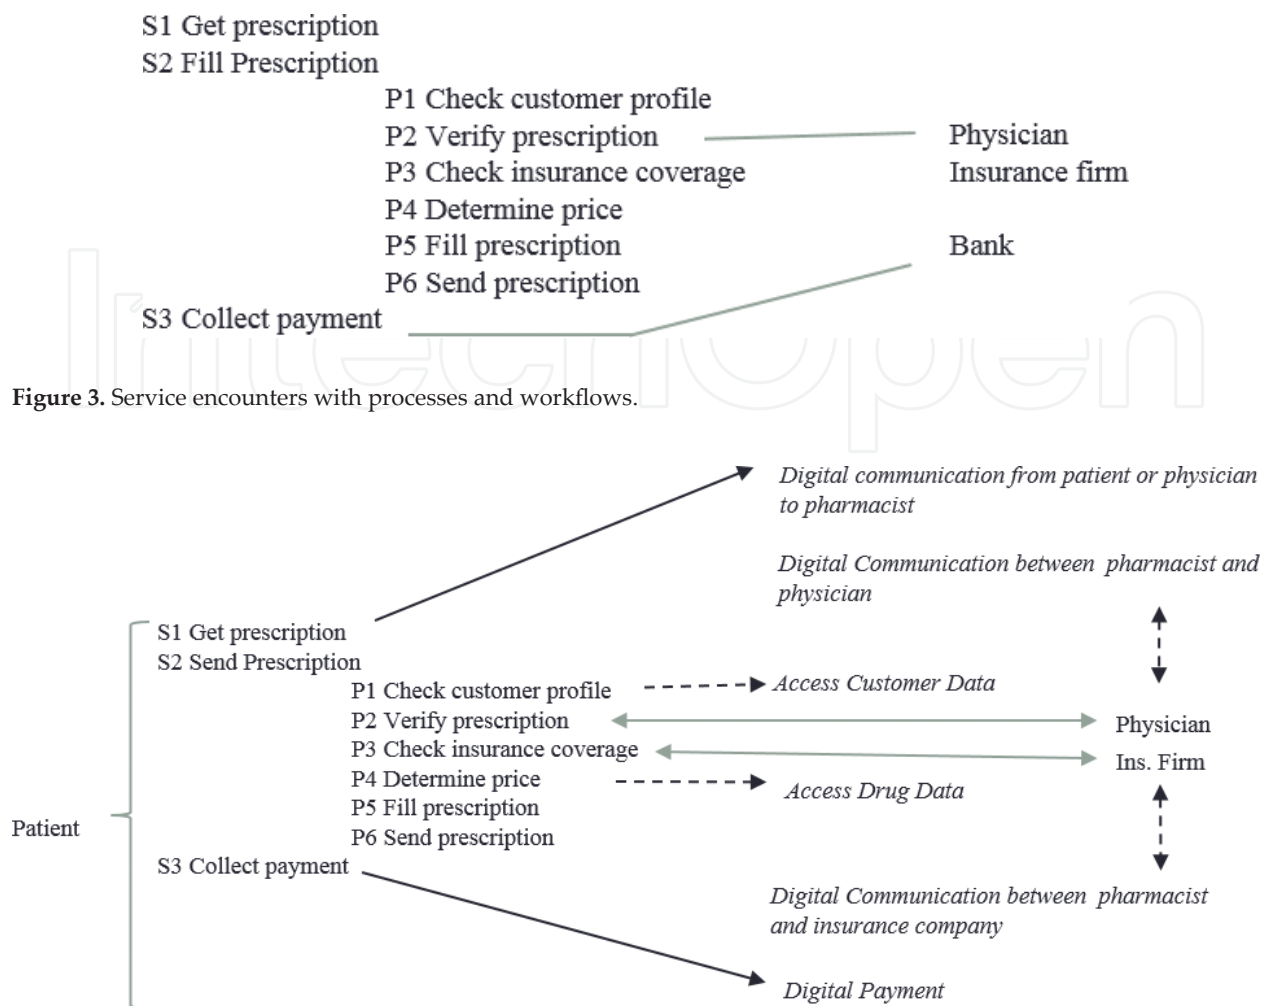 S1 Get prescription
S2 Fill Prescription
P1 Check customer profile
P2 Verify prescription Physician
P3 Check insurance coverage Insurance firm
P4 Determine price
P5 Fill prescription Bank
P6 Send prescription
S3 Collect payment
IntechOpen
Figure 3. Service encounters with processes and workflows.
Digital communication from patient or physician
to pharmacist
Digital Communication between pharmacist and
physician
S1 Get prescription
S2 Send Prescription
P1 Check customer profile Access Customer Data
P2 Verify prescription Physician
P3 Check insurance coverage Ins. Firm
P4 Determine price Access Drug Data
P5 Fill prescription
Patient
P6 Send prescription
S3 Collect payment
Digital Communication between pharmacist
and insurance company
Digital Payment